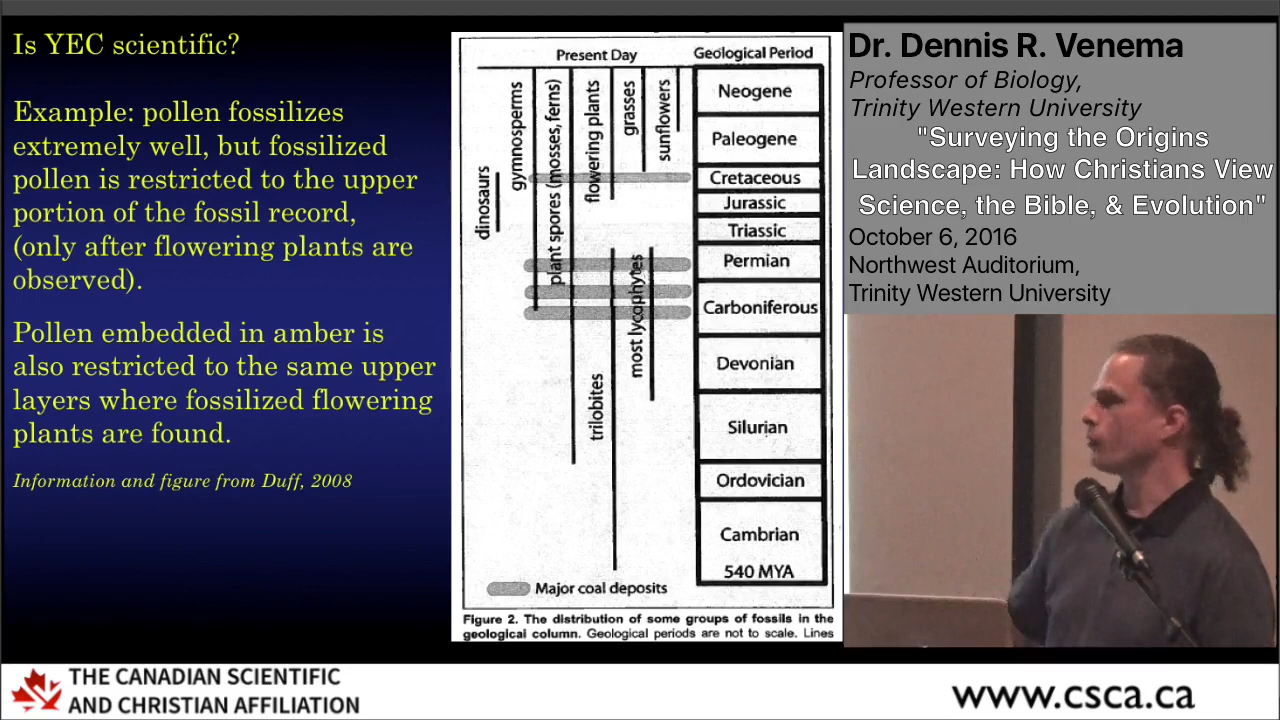 Is YEC scientific?
Example: pollen fossilizes
extremely well, but fossilized
pollen is restricted to the upper
portion of the fossil record,
(only after flowering plants are
observed).
Pollen embedded in amber is
also restricted to the same upper
layers where fossilized flowering
plants are found.
Information and figure from Duff, 2008
Present Day
Geological Period
dinosaurs
gymnosperms
plant spores (mosses, ferns)
flowering plants
grasses
sunflowers
trilobites
most lycophytes
Neogene
Paleogene
Cretaceous
Jurassic
Triassic
Permian
Carboniferous
Devonian
Silurian
Ordovician
Cambrian
540 MYA
Major coal deposits
Figure 2. The distribution of some groups of fossils in the
geological column. Geological periods are not to scale. Lines
Dr. Dennis R. Venema
Professor of Biology,
Trinity Western University
"Surveying the Origins
Landscape: How Christians View
Science, the Bible, & Evolution"
October 6, 2016
Northwest Auditorium,
Trinity Western University
THE CANADIAN SCIENTIFIC
AND CHRISTIAN AFFILIATION
www.csca.ca